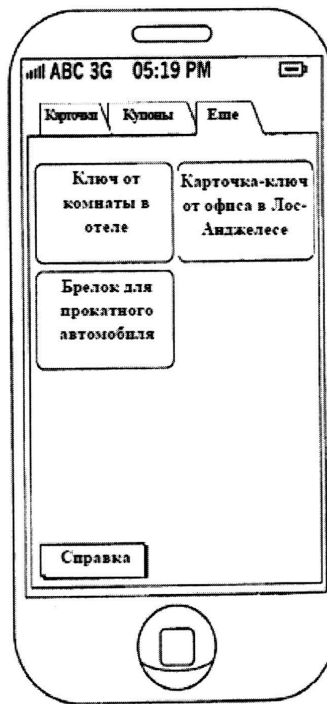 ABC 3G 05:19 PM
Карточки Купоны Еще
Ключ от
комнаты в
отеле
Карточка-ключ
от офиса в Лос-
Анджелесе
Брелок для
прокатного
автомобиля
Справка